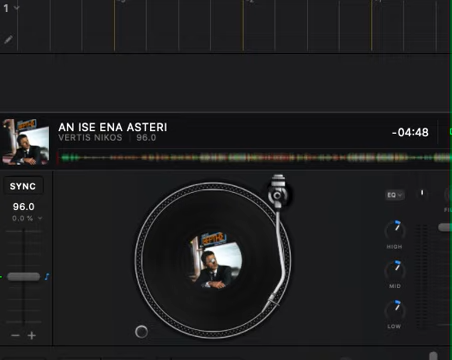 1
AN ISE ENA ASTERI
VERTIS NIKOS 96.0
-04:48
SYNC
96.0
0.0 %
EQ
HIGH
MID
LOW